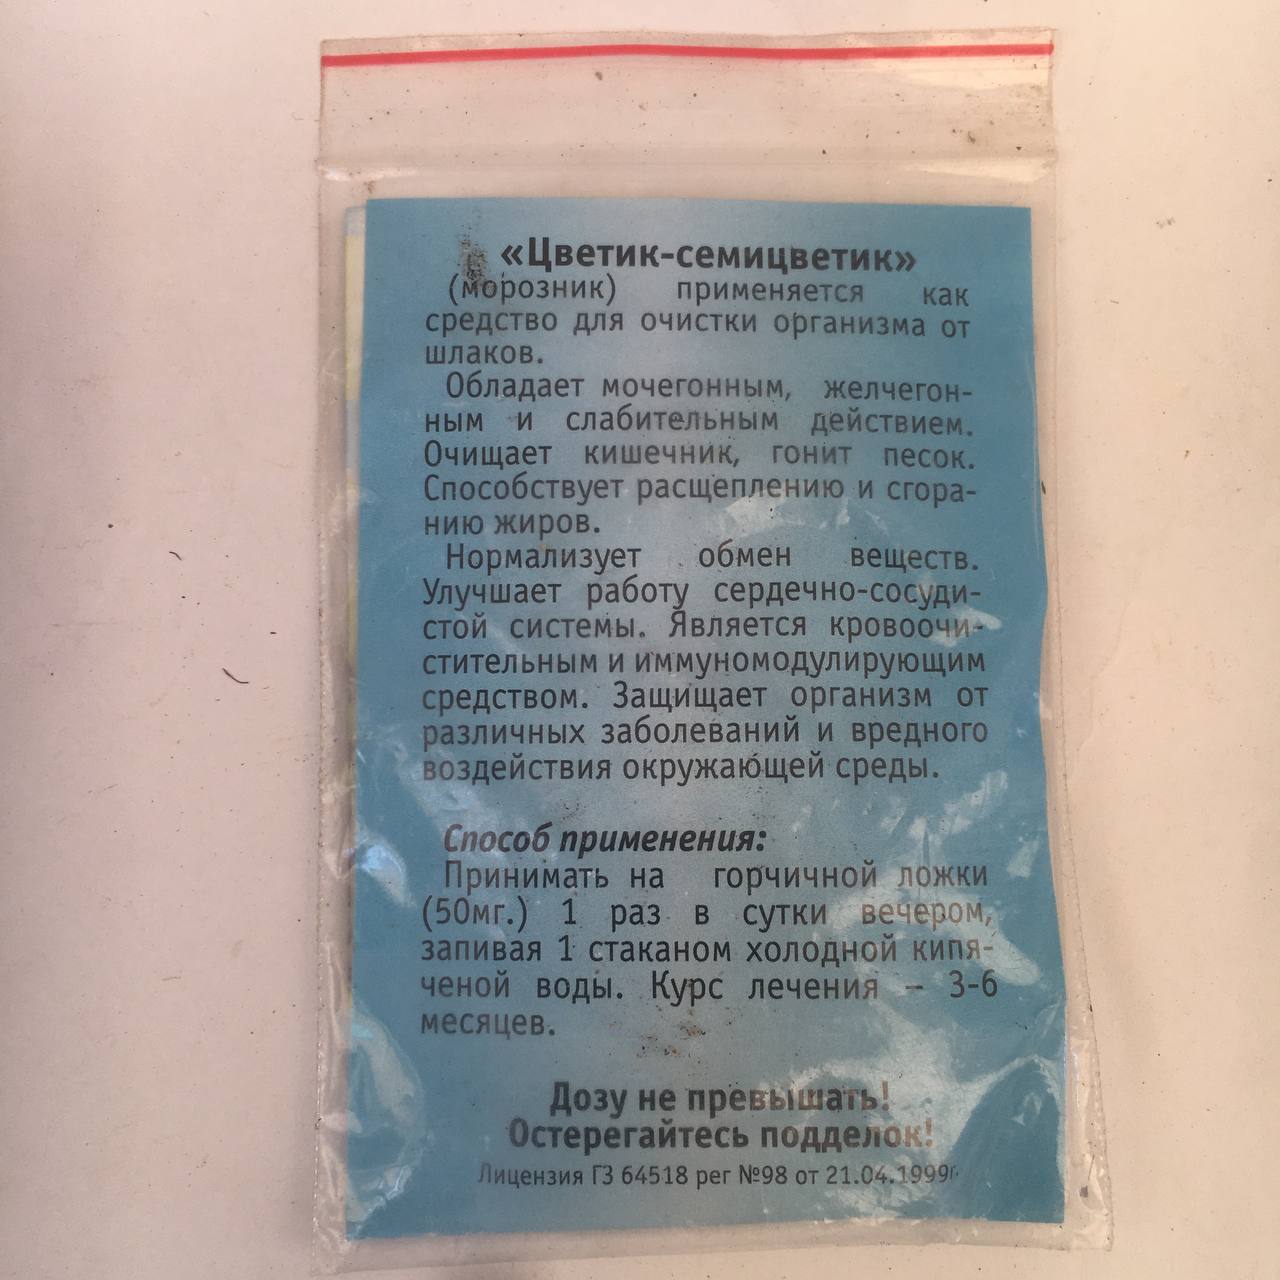 «Цветик-семицветик»
(морозник) применяется как
средство для очистки организма от
шлаков.
Обладает мочегонным, желчегон-
ным и слабительным действием.
Очищает кишечник, гонит песок.
Способствует расщеплению и сгора-
нию жиров.
Нормализует обмен веществ.
Улучшает работу сердечно-сосуди-
стой системы. Является кровоочи-
стительным и иммуномодулирующим
средством. Защищает организм от
различных заболеваний и вредного
воздействия окружающей среды.
Способ применения:
Принимать на горчичной ложки
(50мг.) 1 раз в сутки вечером,
запивая 1 стаканом холодной кипя-
ченой воды. Курс лечения – 3-6
месяцев.
Дозу не превышать!
Остерегайтесь подделок!
Лицензия ГЗ 64518 рег №98 от 21.04.1999г.